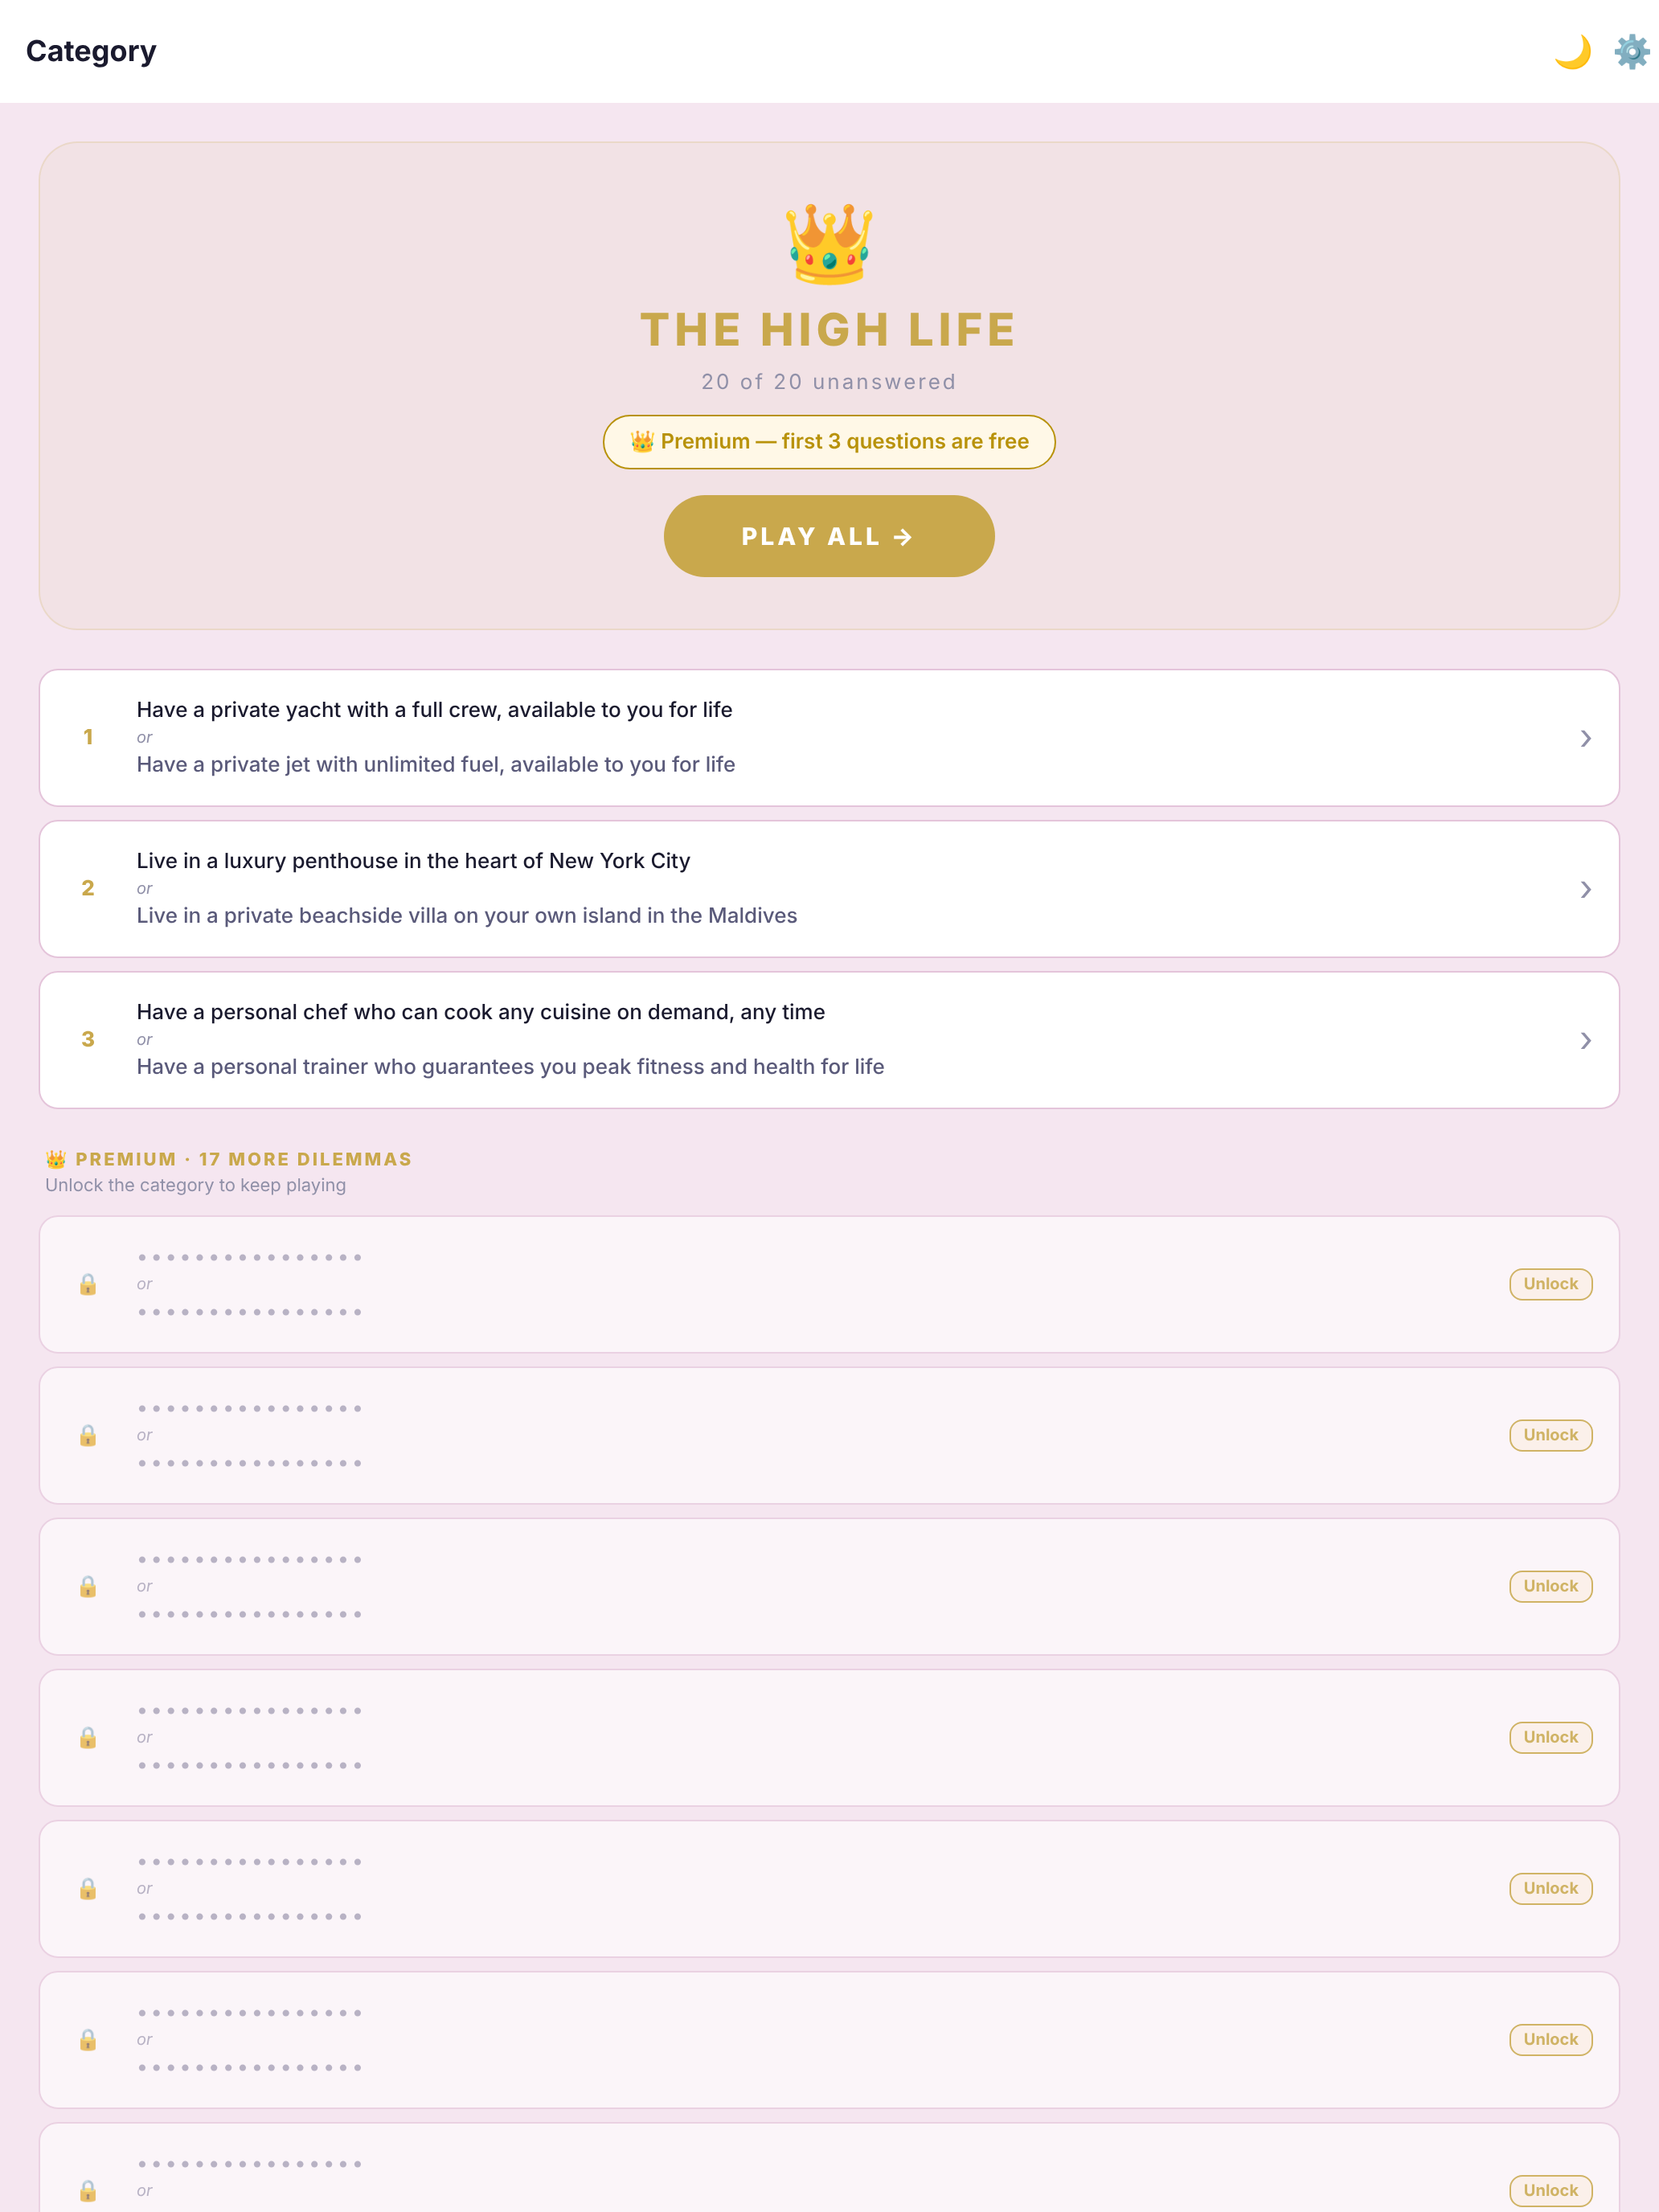 Category
THE HIGH LIFE
20 of 20 unanswered
👑 Premium — first 3 questions are free
PLAY ALL →
1
Have a private yacht with a full crew, available to you for life
or
Have a private jet with unlimited fuel, available to you for life
2
Live in a luxury penthouse in the heart of New York City
or
Live in a private beachside villa on your own island in the Maldives
3
Have a personal chef who can cook any cuisine on demand, any time
or
Have a personal trainer who guarantees you peak fitness and health for life
👑 PREMIUM · 17 MORE DILEMMAS
Unlock the category to keep playing
• • • • • • • • • • • • • • • •
or
• • • • • • • • • • • • • • • •
Unlock
• • • • • • • • • • • • • • • •
or
• • • • • • • • • • • • • • • •
Unlock
• • • • • • • • • • • • • • • •
or
• • • • • • • • • • • • • • • •
Unlock
• • • • • • • • • • • • • • • •
or
• • • • • • • • • • • • • • • •
Unlock
• • • • • • • • • • • • • • • •
or
• • • • • • • • • • • • • • • •
Unlock
• • • • • • • • • • • • • • • •
or
• • • • • • • • • • • • • • • •
Unlock
• • • • • • • • • • • • • • • •
or
Unlock